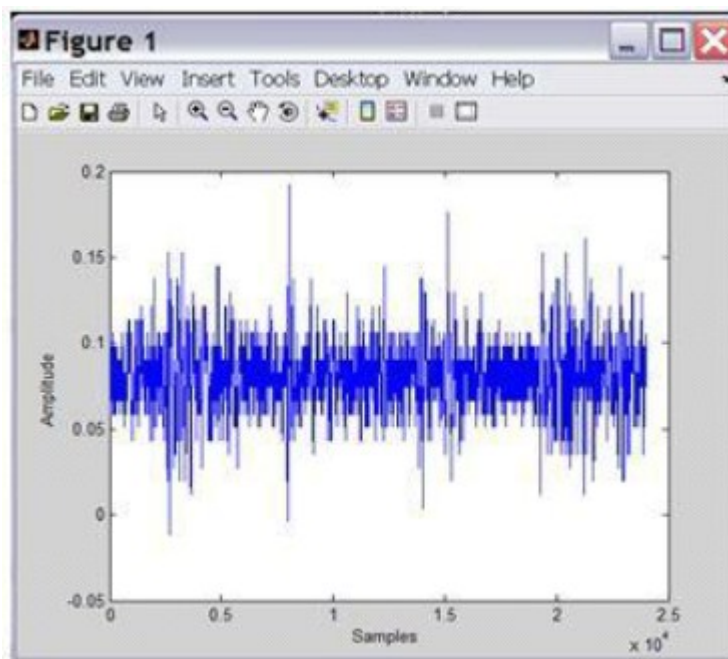 Figure 1
File Edit View Insert Tools Desktop Window Help
0.2
0.15
0.1
0.05
0
-0.05
Amplitude
0 0.5 1 1.5 2 2.5
Samples
x 10^4